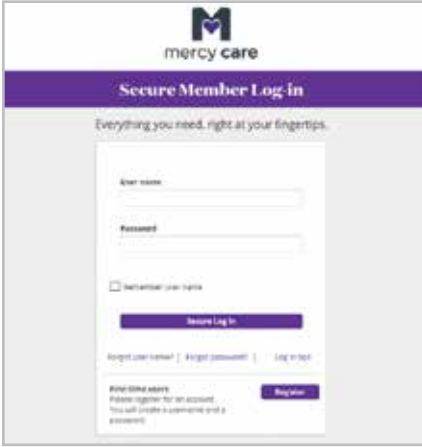 mercy care
Secure Member Log-in
Everything you need, right at your fingertips.
User name
Password
Remember user name
Secure Log In
Forgot user name? | Forgot password? | Log in tips
First time users
Register
Please register for an account.
You will create a username and a
password.